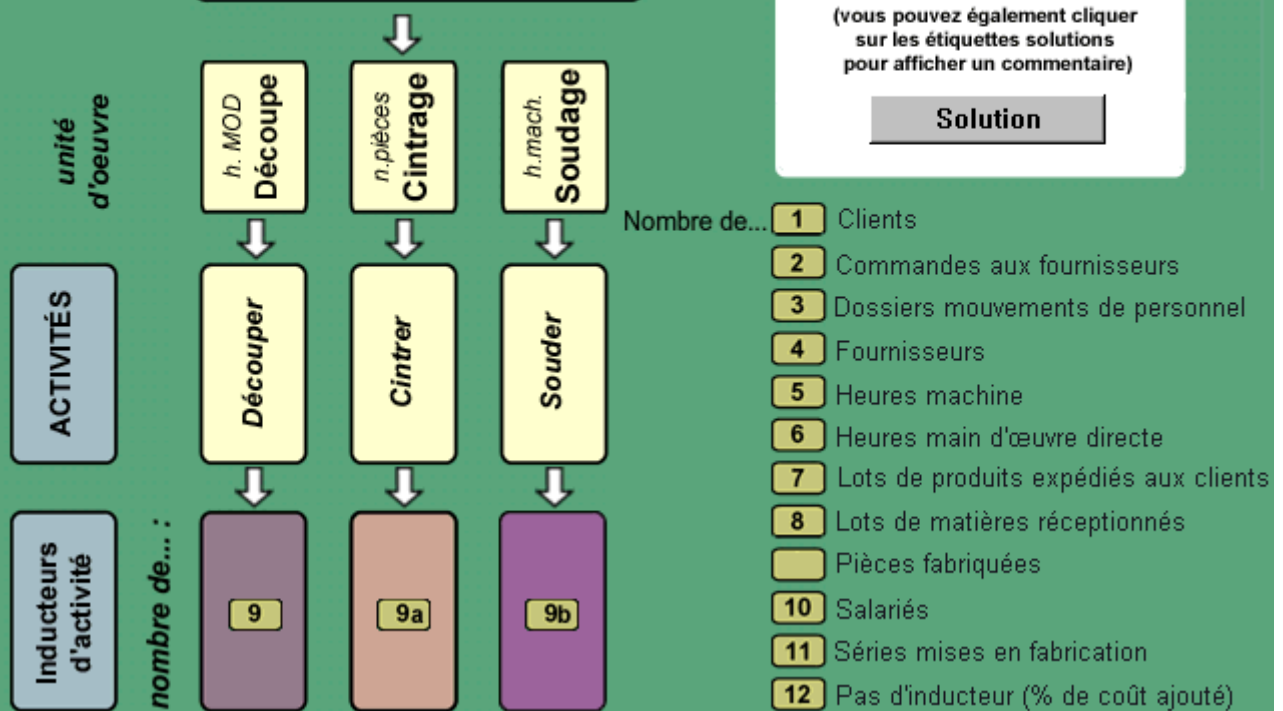 (vous pouvez également cliquer
sur les étiquettes solutions
pour afficher un commentaire)
Solution
unité
d'oeuvre
h. MOD
Découpe
n.pièces
Cintrage
h.mach.
Soudage
ACTIVITÉS
Découper
Cintrer
Souder
Inducteurs
d'activité
nombre de... :
9
9a
9b
Nombre de... 1 Clients
2 Commandes aux fournisseurs
3 Dossiers mouvements de personnel
4 Fournisseurs
5 Heures machine
6 Heures main d'œuvre directe
7 Lots de produits expédiés aux clients
8 Lots de matières réceptionnés
Pièces fabriquées
10 Salariés
11 Séries mises en fabrication
12 Pas d'inducteur (% de coût ajouté)